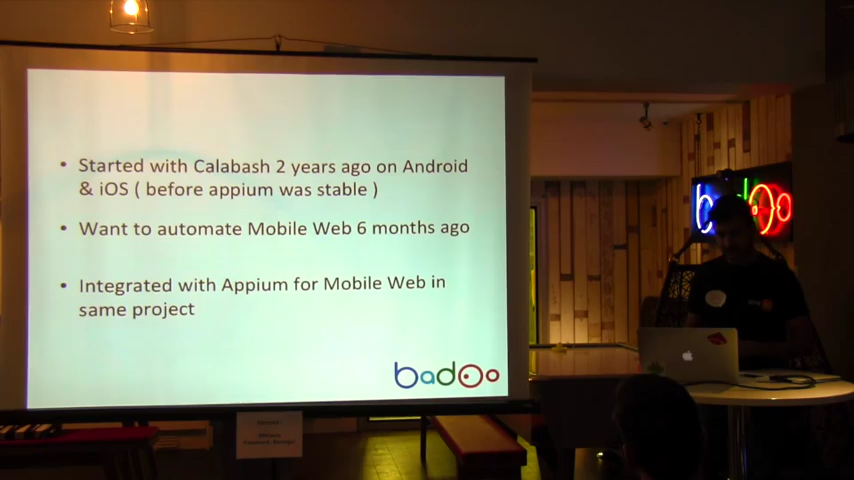 • Started with Calabash 2 years ago on Android
& iOS ( before appium was stable )
• Want to automate Mobile Web 6 months ago
• Integrated with Appium for Mobile Web in
same project
badoo
badoo